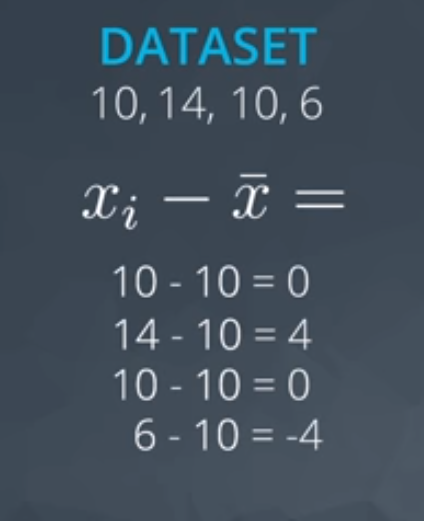 DATASET
10, 14, 10, 6
xᵢ − x̄ =
10 - 10 = 0
14 - 10 = 4
10 - 10 = 0
6 - 10 = -4